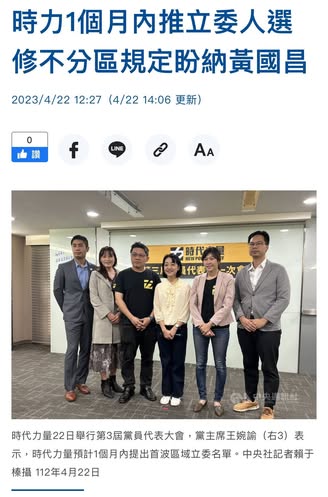 時力1個月內推立委人選
修不分區規定盼納黃國昌
2023/4/22 12:27（4/22 14:06 更新）
0
讚
f
LINE
AA
時代力量
NEW POWER
中央通訊社
時代力量22日舉行第3屆黨員代表大會，黨主席王婉諭（右3）表
示，時代力量預計1個月內提出首波區域立委名單。中央社記者賴于
榛攝 112年4月22日